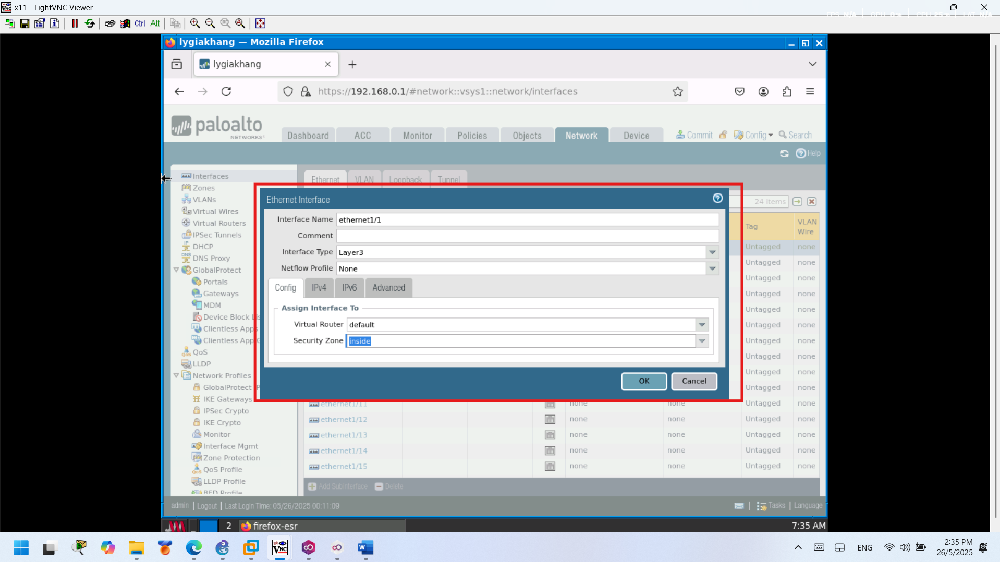 x11 - TightVNC Viewer
Ctrl Alt
lygiakhang — Mozilla Firefox
lygiakhang
https://192.168.0.1/#network::vsys1::network/interfaces
paloalto
NETWORKS®
Dashboard ACC Monitor Policies Objects Network Device
Commit Config Search
Help
Interfaces
Zones
VLANs
Virtual Wires
Virtual Routers
IPSec Tunnels
DHCP
DNS Proxy
GlobalProtect
Portals
Gateways
MDM
Device Block Lis
Clientless Apps
Clientless App G
QoS
LLDP
Network Profiles
GlobalProtect IP
IKE Gateways
IPSec Crypto
IKE Crypto
Monitor
Interface Mgmt
Zone Protection
QoS Profile
LLDP Profile
BFD Profile
Ethernet VLAN Loopback Tunnel
24 items
Tag VLAN
Wire
Untagged none
Untagged none
Untagged none
Untagged none
Untagged none
Untagged none
Untagged none
Untagged none
Untagged none
Untagged none
Ethernet Interface
Interface Name ethernet1/1
Comment
Interface Type Layer3
Netflow Profile None
Config IPv4 IPv6 Advanced
Assign Interface To
Virtual Router default
Security Zone inside
OK Cancel
ethernet1/11 none none Untagged none
ethernet1/12 none none Untagged none
ethernet1/13 none none Untagged none
ethernet1/14 none none Untagged none
ethernet1/15 none none Untagged none
Add Subinterface Delete
admin | Logout | Last Login Time: 05/26/2025 00:11:09
Tasks | Language
2 firefox-esr 7:35 AM
ENG
2:35 PM
26/5/2025